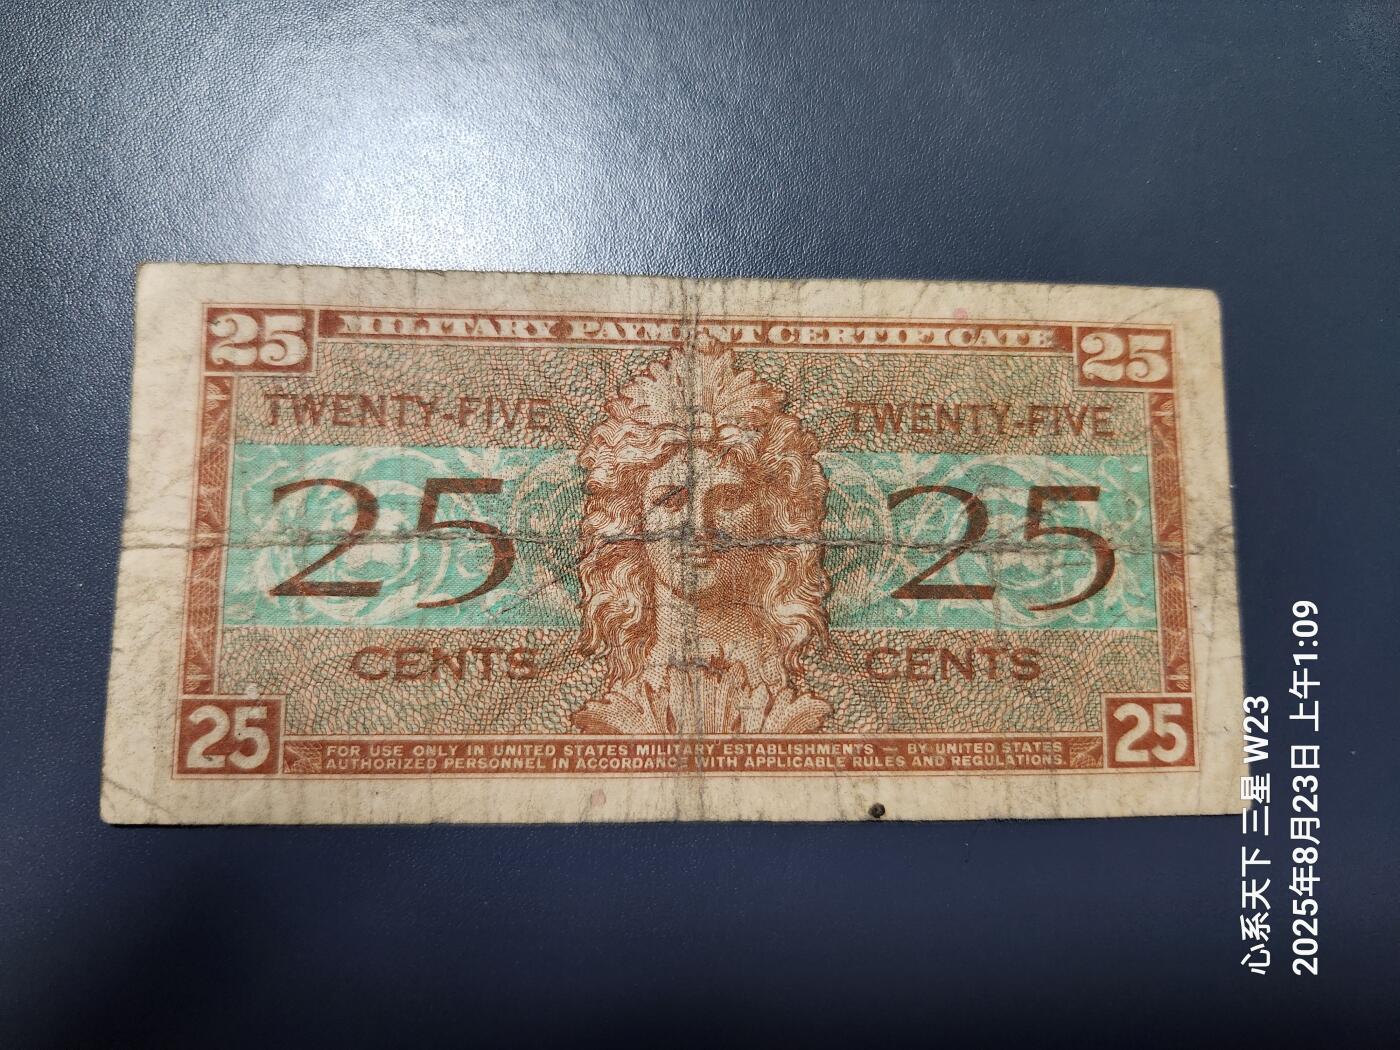 25 MILITARY PAYMENT CERTIFICATE 25
TWENTY-FIVE TWENTY-FIVE
25 25
CENTS CENTS
25 25
FOR USE ONLY IN UNITED STATES MILITARY ESTABLISHMENTS — BY UNITED STATES
AUTHORIZED PERSONNEL IN ACCORDANCE WITH APPLICABLE RULES AND REGULATIONS.
心系天下 三星 W23
2025年8月23日 上午1:09